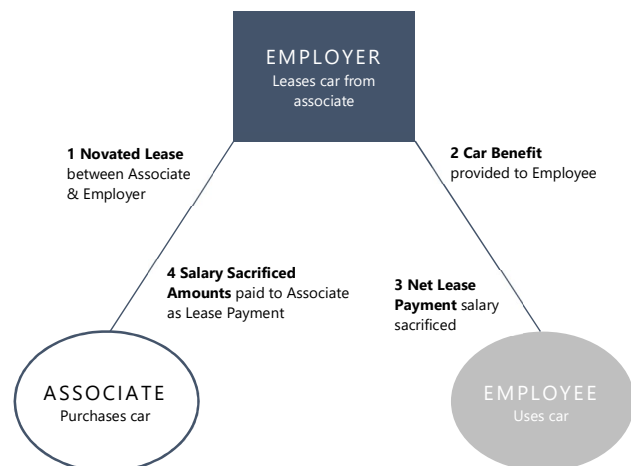 EMPLOYER
Leases car from
associate
1 Novated Lease
between Associate
& Employer
2 Car Benefit
provided to Employee
4 Salary Sacrificed
Amounts paid to Associate
as Lease Payment
3 Net Lease
Payment salary
sacrificed
ASSOCIATE
Purchases car
EMPLOYEE
Uses car